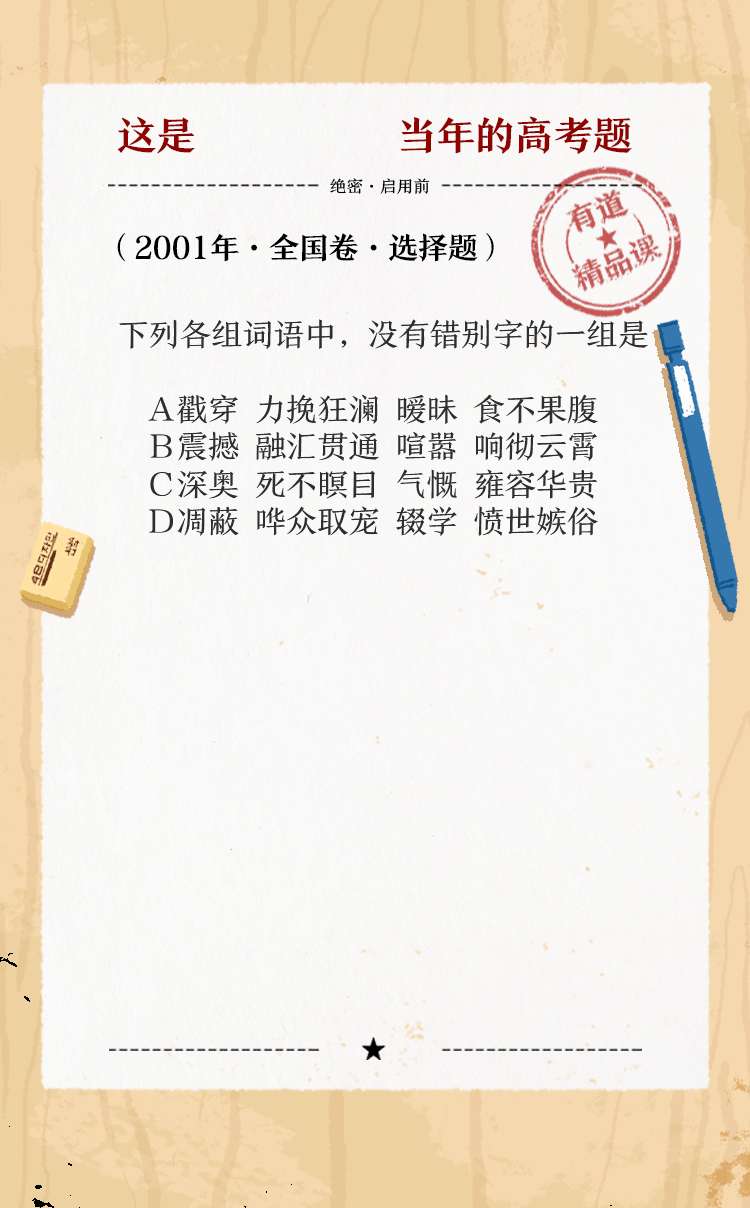 这是 当年的高考题
绝密·启用前
（2001年·全国卷·选择题）
有道
精品课
下列各组词语中，没有错别字的一组是
A戳穿 力挽狂澜 暧昧 食不果腹
B震撼 融汇贯通 喧嚣 响彻云霄
C深奥 死不瞑目 气慨 雍容华贵
D凋蔽 哗众取宠 辍学 愤世嫉俗